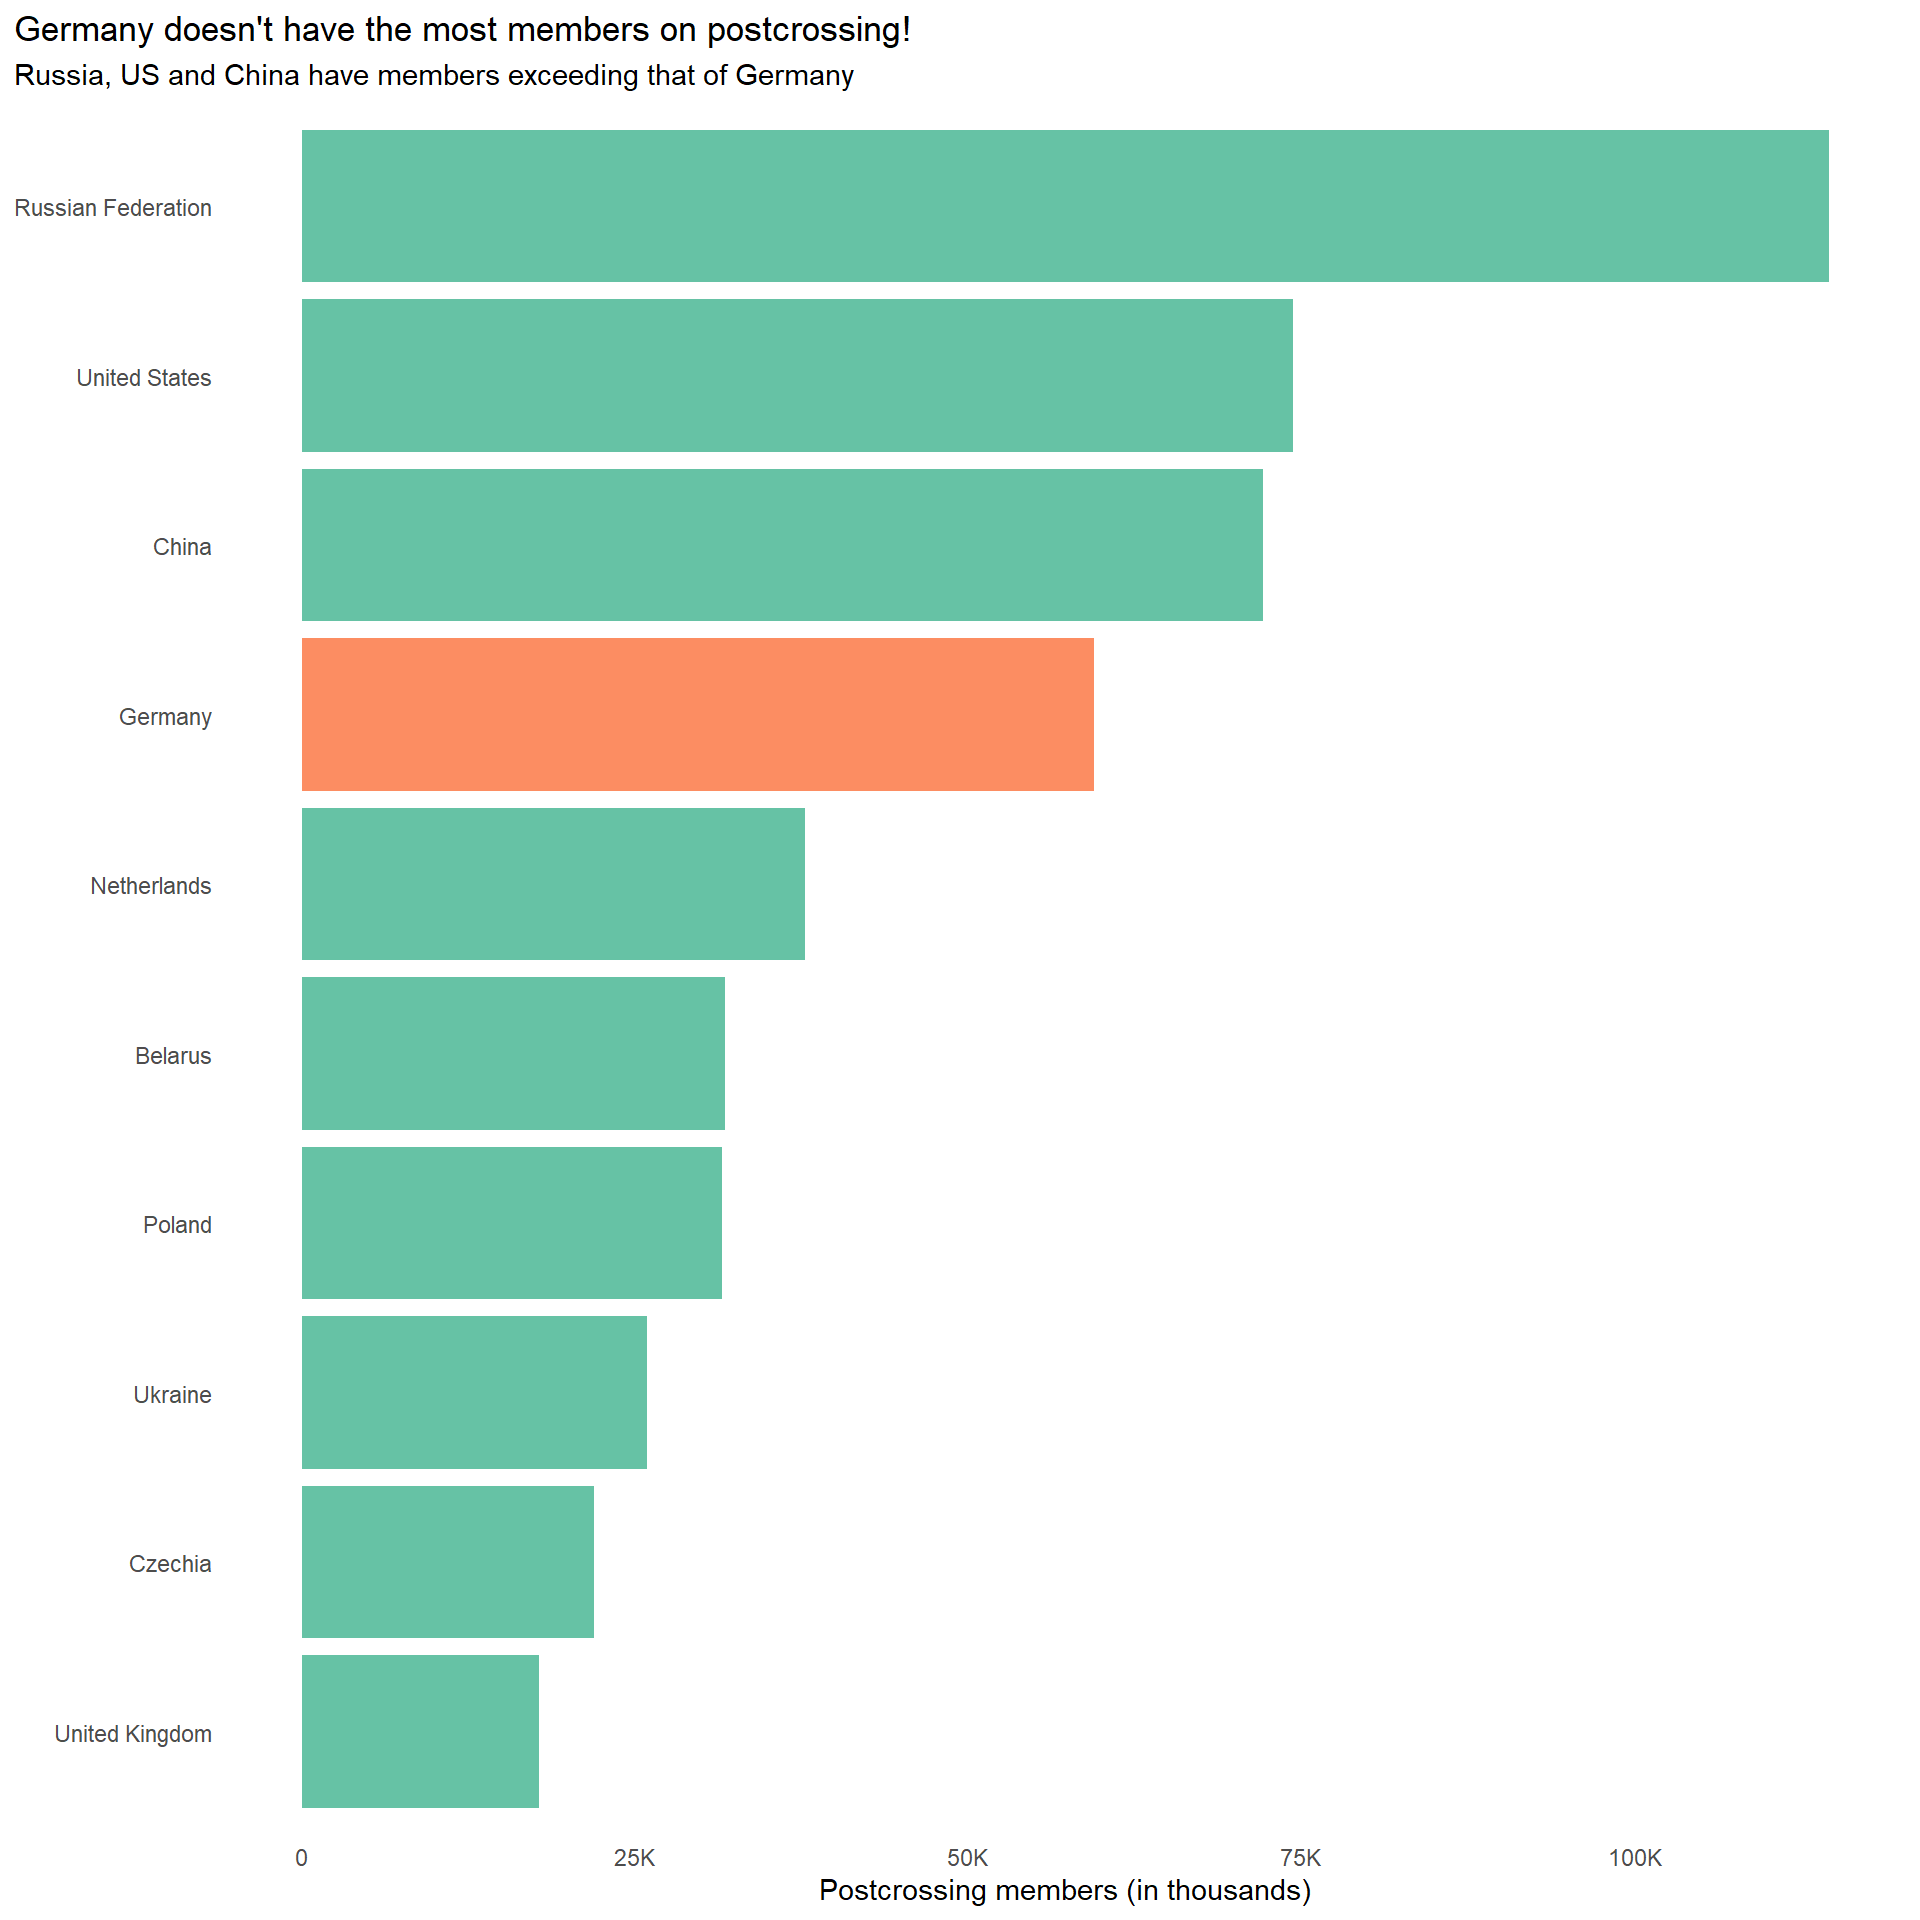 Germany doesn't have the most members on postcrossing!
Russia, US and China have members exceeding that of Germany
Russian Federation
United States
China
Germany
Netherlands
Belarus
Poland
Ukraine
Czechia
United Kingdom
0 25K 50K 75K 100K
Postcrossing members (in thousands)